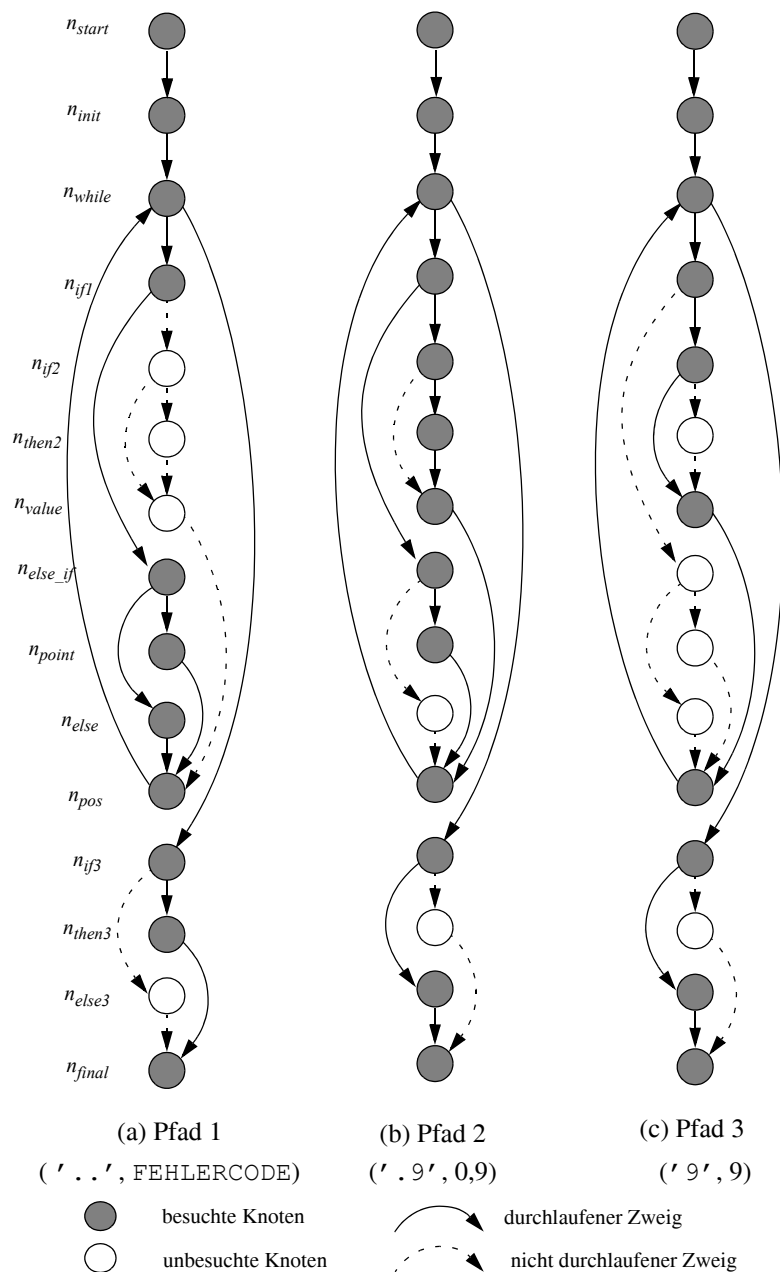 n_start
n_init
n_while
n_if1
n_if2
n_then2
n_value
n_else_if
n_point
n_else
n_pos
n_if3
n_then3
n_else3
n_final
(a) Pfad 1
(b) Pfad 2
(c) Pfad 3
('..', FEHLERCODE)
('.9', 0,9)
('9', 9)
besuchte Knoten
durchlaufener Zweig
unbesuchte Knoten
nicht durchlaufener Zweig